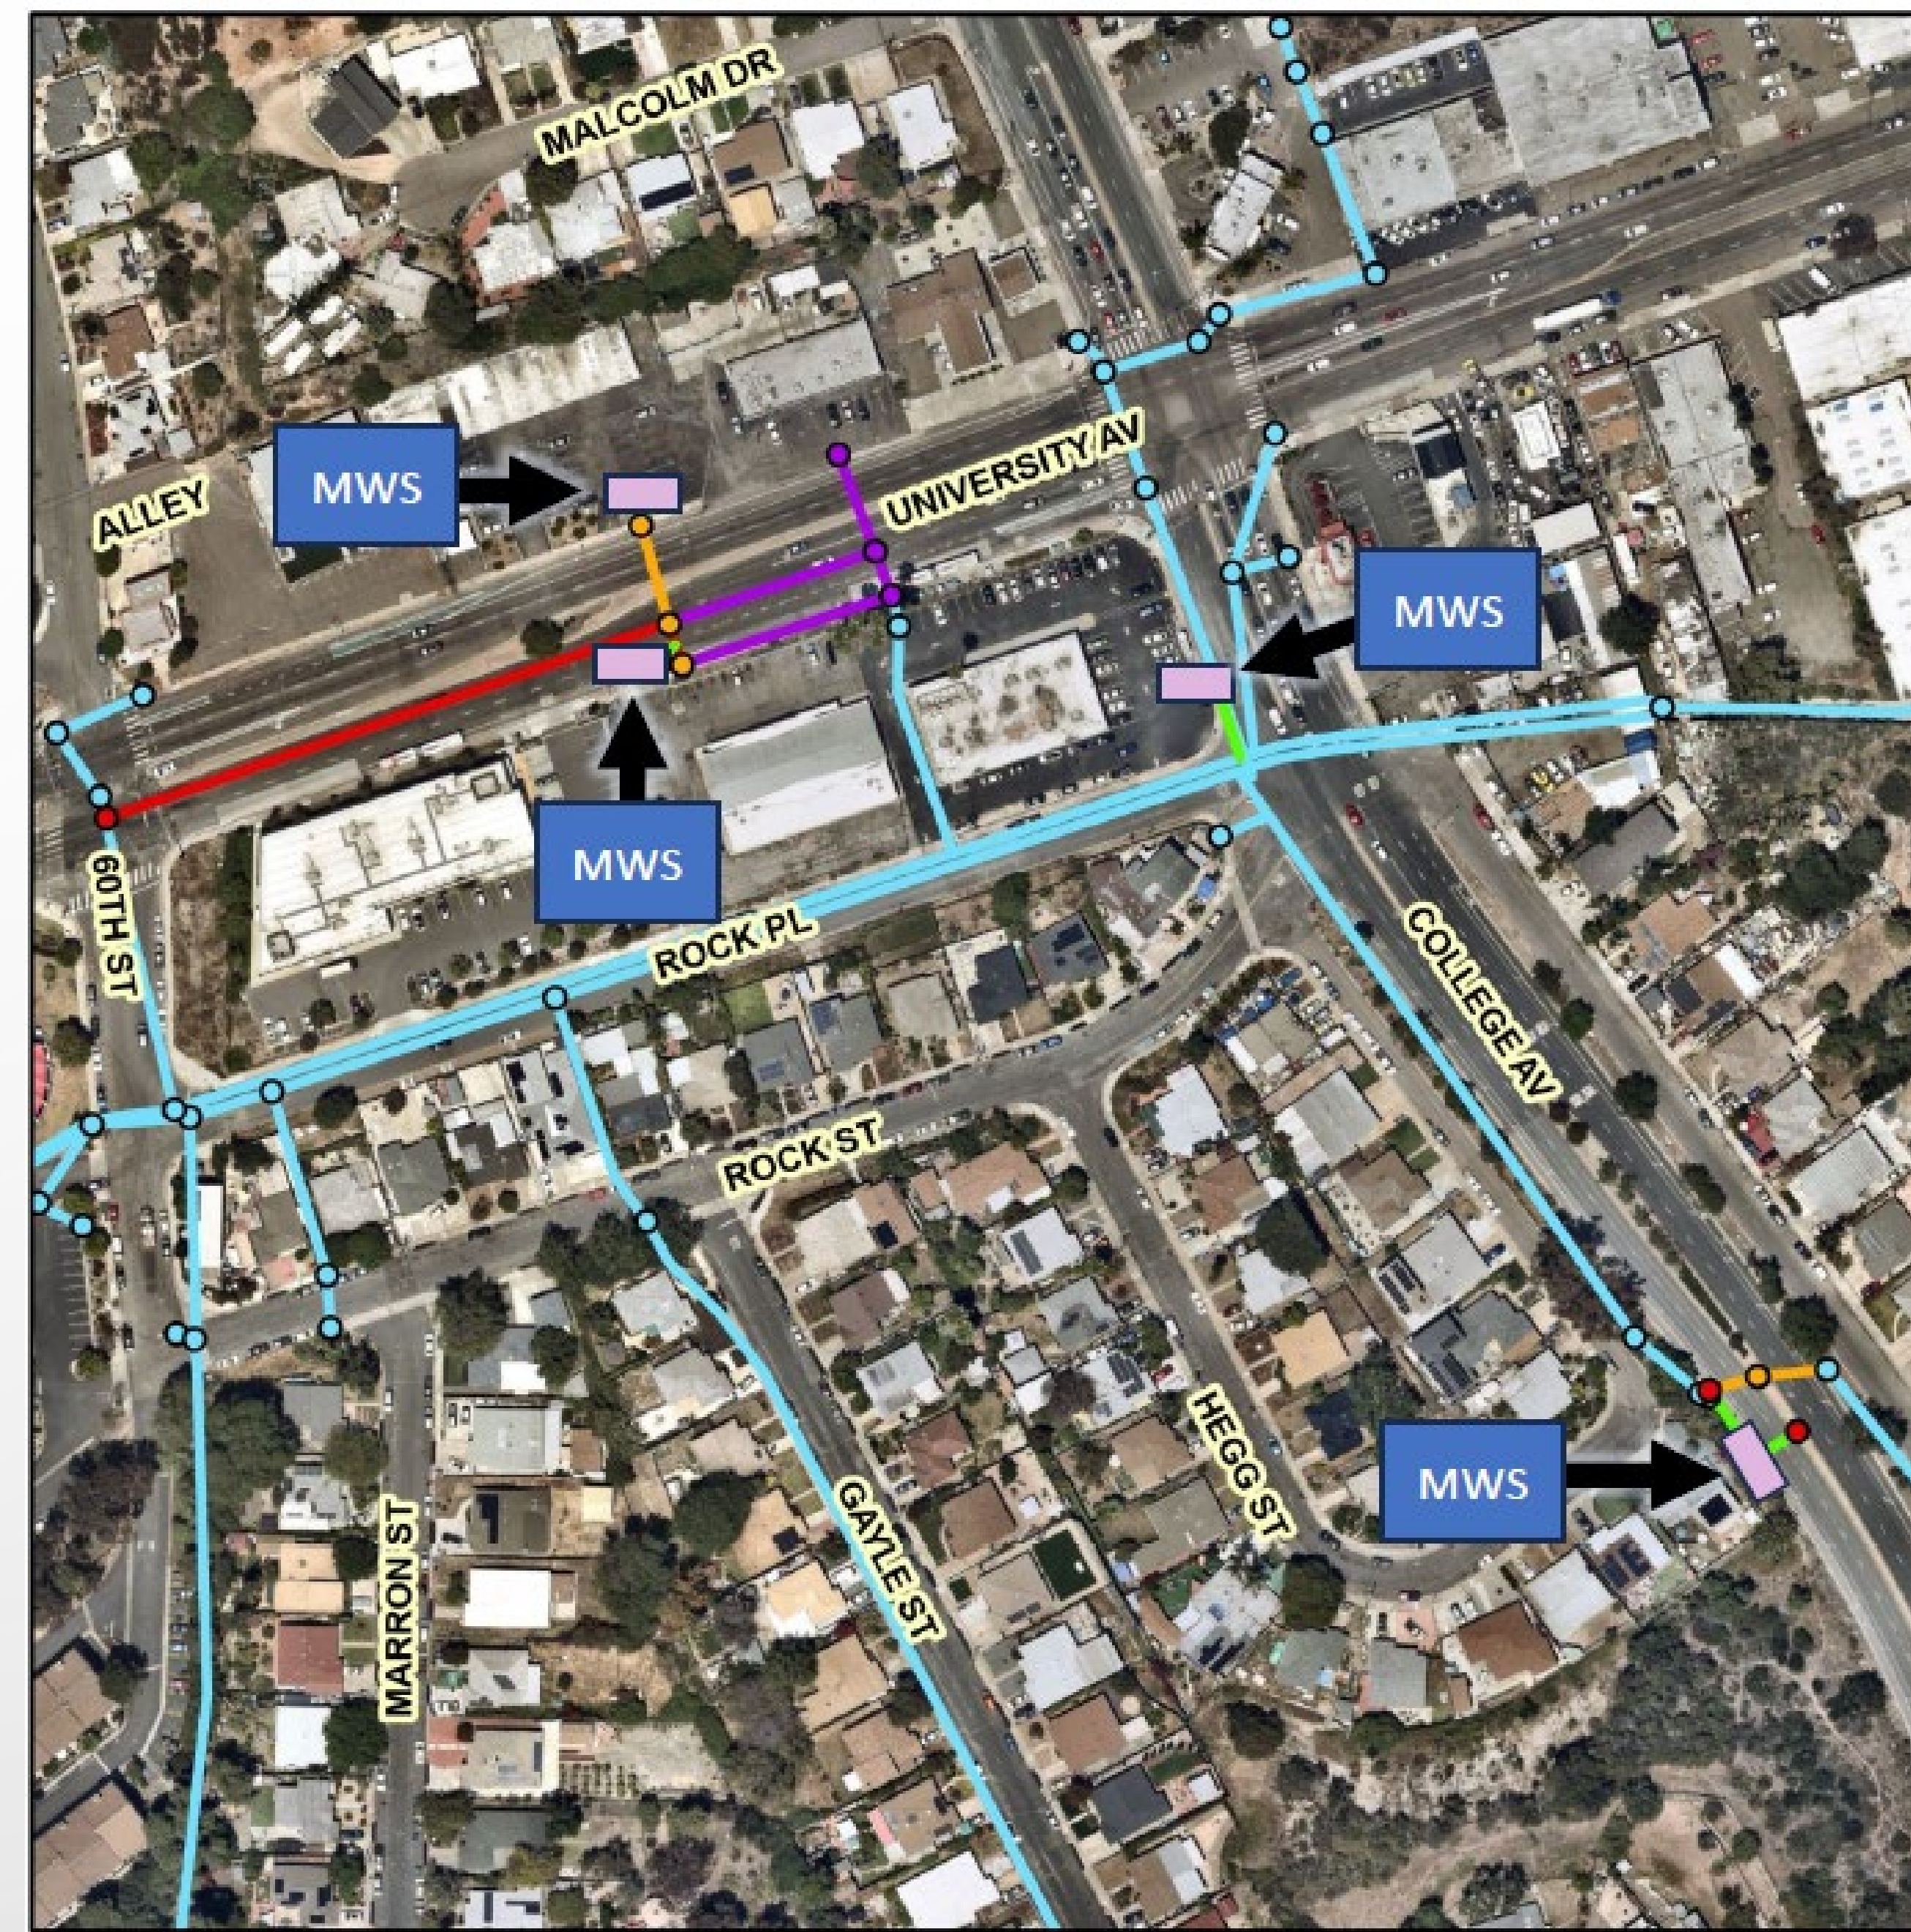 MALCOLM DR
UNIVERSITY AV
MWS
ALLEY
MWS
MWS
60TH ST
ROCK PL
COLLEGE AV
ROCK ST
HEGG ST
MWS
GAYLE ST
MARRON ST